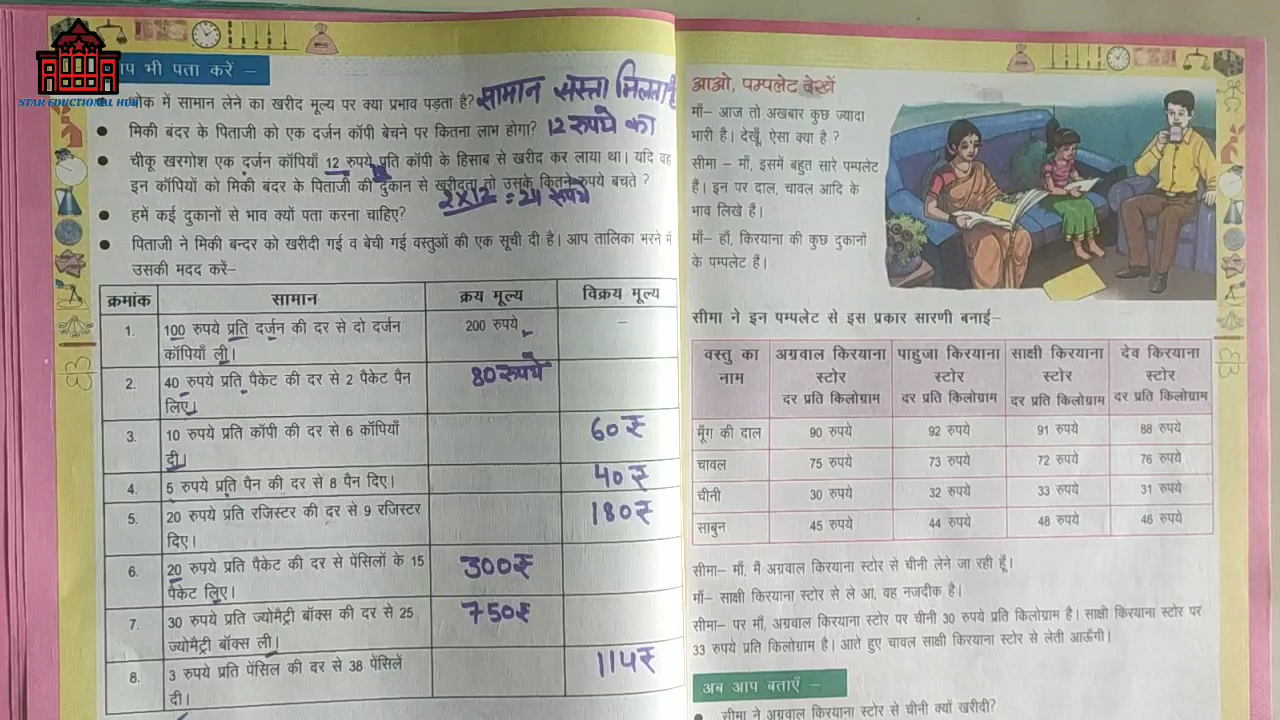 STAR EDUCTIONAL HUB
प भी पता करें –
थोक में सामान लेने का खरीद मूल्य पर क्या प्रभाव पड़ता है? सामान सस्ता मिलता है
● मिकी बंदर के पिताजी को एक दर्जन कॉपी बेचने पर कितना लाभ होगा? 12 रुपये का
● चीकू खरगोश एक दर्जन कॉपियाँ 12 रुपये प्रति कॉपी के हिसाब से खरीद कर लाया था। यदि वह
इन कॉपियों को मिकी बंदर के पिताजी की दुकान से खरीदता तो उसके कितने रुपये बचते ?
2×12 = 24 रुपये
● हमें कई दुकानों से भाव क्यों पता करना चाहिए?
● पिताजी ने मिकी बन्दर को खरीदी गई व बेची गई वस्तुओं की एक सूची दी है। आप तालिका भरने में
उसकी मदद करें–
क्रमांक सामान क्रय मूल्य विक्रय मूल्य
1. 100 रुपये प्रति दर्जन की दर से दो दर्जन 200 रुपये –
कॉपियाँ ली।
2. 40 रुपये प्रति पैकेट की दर से 2 पैकेट पैन 80 रुपये
लिए।
3. 10 रुपये प्रति कॉपी की दर से 6 कॉपियाँ 60 ₹
दी।
4. 5 रुपये प्रति पैन की दर से 8 पैन दिए। 40 ₹
5. 20 रुपये प्रति रजिस्टर की दर से 9 रजिस्टर 180 ₹
दिए।
6. 20 रुपये प्रति पैकेट की दर से पेंसिलों के 15 300 ₹
पैकेट लिए।
7. 30 रुपये प्रति ज्योमैट्री बॉक्स की दर से 25 750 ₹
ज्योमैट्री बॉक्स ली।
8. 3 रुपये प्रति पेंसिल की दर से 38 पेंसिलें 114 ₹
दी।
आओ, पम्पलेट देखें
माँ– आज तो अखबार कुछ ज्यादा
भारी है। देखूँ, ऐसा क्या है ?
सीमा – माँ, इसमें बहुत सारे पम्पलेट
हैं। इन पर दाल, चावल आदि के
भाव लिखे हैं।
माँ– हाँ, किरयाना की कुछ दुकानों
के पम्पलेट हैं।
सीमा ने इन पम्पलेट से इस प्रकार सारणी बनाई–
वस्तु का अग्रवाल किरयाना पाहुजा किरयाना साक्षी किरयाना देव किरयाना
नाम स्टोर स्टोर स्टोर स्टोर
दर प्रति किलोग्राम दर प्रति किलोग्राम दर प्रति किलोग्राम दर प्रति किलोग्राम
मूँग की दाल 90 रुपये 92 रुपये 91 रुपये 88 रुपये
चावल 75 रुपये 73 रुपये 72 रुपये 76 रुपये
चीनी 30 रुपये 32 रुपये 33 रुपये 31 रुपये
साबुन 45 रुपये 44 रुपये 48 रुपये 46 रुपये
सीमा– माँ, मैं अग्रवाल किरयाना स्टोर से चीनी लेने जा रही हूँ।
माँ– साक्षी किरयाना स्टोर से ले आ, वह नजदीक है।
सीमा– पर माँ, अग्रवाल किरयाना स्टोर पर चीनी 30 रुपये प्रति किलोग्राम है। साक्षी किरयाना स्टोर पर
33 रुपये प्रति किलोग्राम है। आते हुए चावल साक्षी किरयाना स्टोर से लेती आऊँगी।
अब आप बताएँ –
● सीमा ने अग्रवाल किरयाना स्टोर से चीनी क्यों खरीदी?